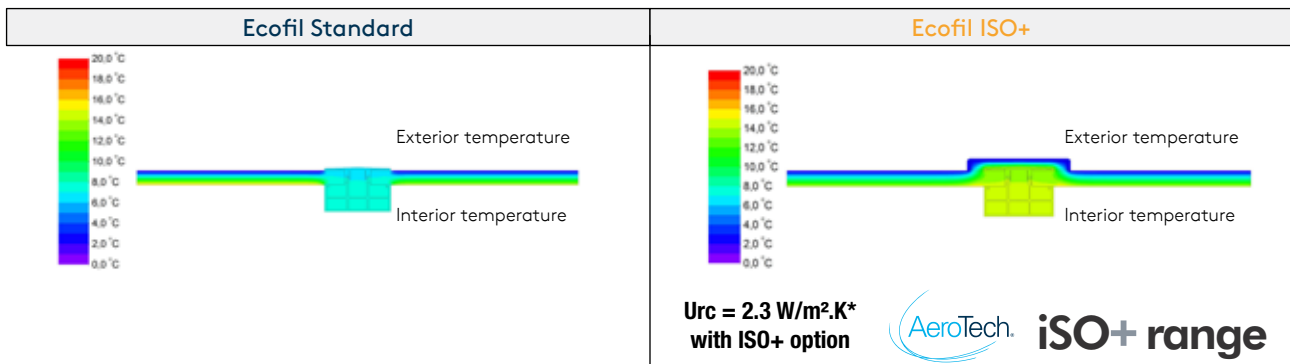 Ecofil Standard
20,0 °C
18,0 °C
16,0 °C
14,0 °C
12,0 °C
10,0 °C
8,0 °C
6,0 °C
4,0 °C
2,0 °C
0,0 °C
Exterior temperature
Interior temperature
Ecofil ISO+
20,0 °C
18,0 °C
16,0 °C
14,0 °C
12,0 °C
10,0 °C
8,0 °C
6,0 °C
4,0 °C
2,0 °C
0,0 °C
Exterior temperature
Interior temperature
Urc = 2.3 W/m².K*
with ISO+ option
AeroTech.
iSO+ range